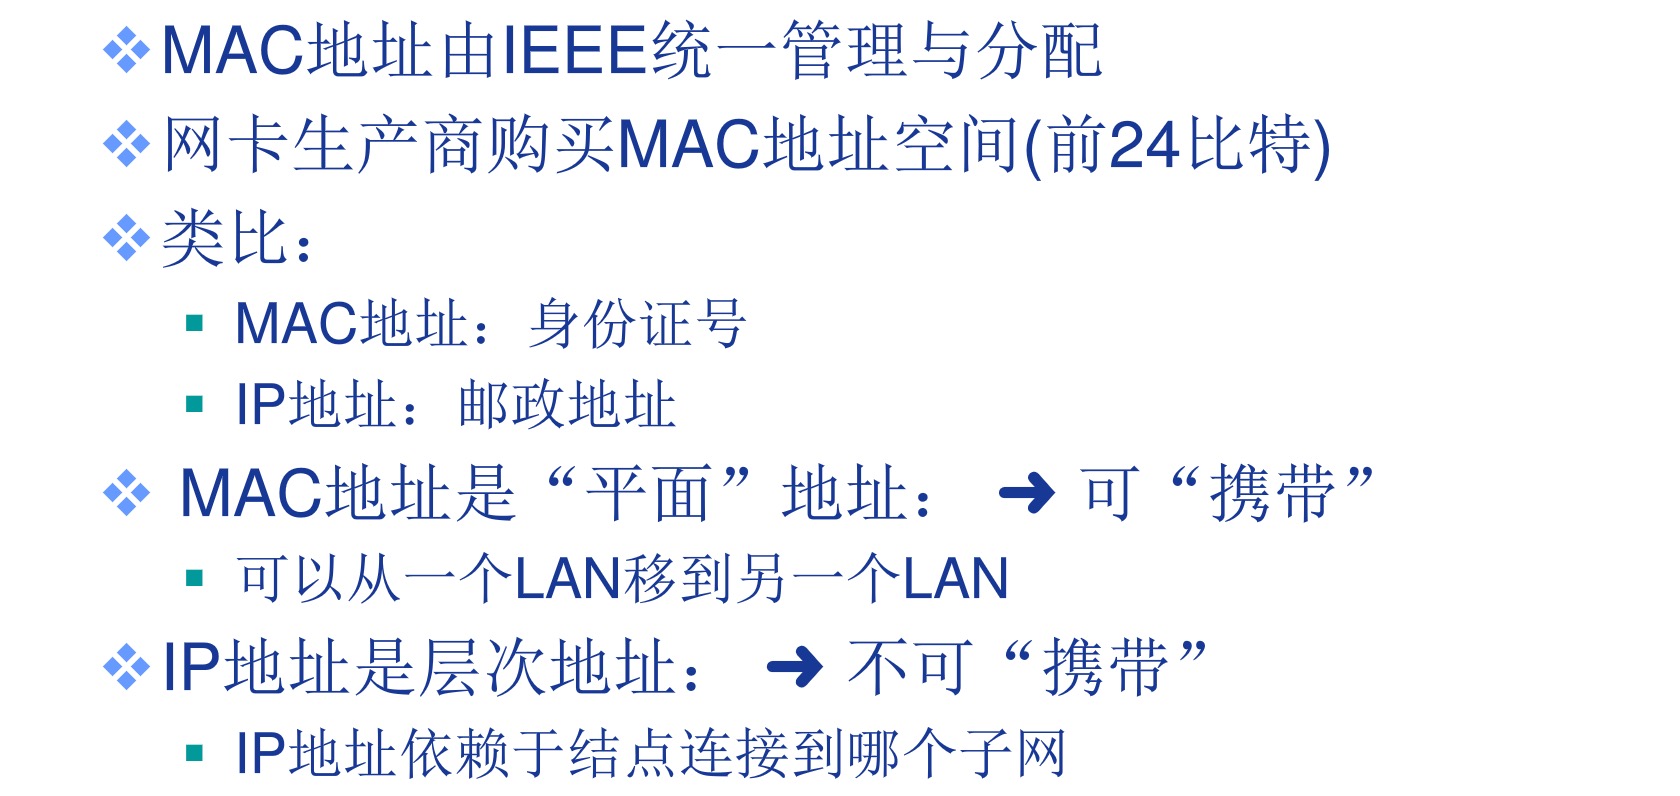 MAC地址由IEEE统一管理与分配
网卡生产商购买MAC地址空间(前24比特)
类比：
MAC地址：身份证号
IP地址：邮政地址
MAC地址是“平面”地址： ➜ 可“携带”
可以从一个LAN移到另一个LAN
IP地址是层次地址： ➜ 不可“携带”
IP地址依赖于结点连接到哪个子网